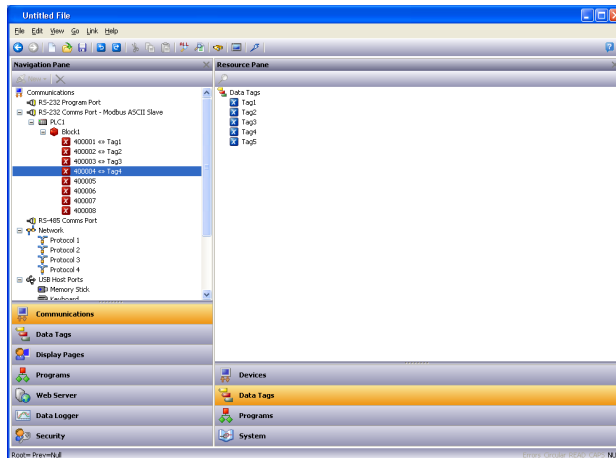 Untitled File
File Edit View Go Link Help
Navigation Pane
Resource Pane
Communications
RS-232 Program Port
RS-232 Comms Port - Modbus ASCII Slave
PLC1
Block1
400001 ⇔ Tag1
400002 ⇔ Tag2
400003 ⇔ Tag3
400004 ⇔ Tag4
400005
400006
400007
400008
RS-485 Comms Port
Network
Protocol 1
Protocol 2
Protocol 3
Protocol 4
USB Host Ports
Memory Stick
Keyboard
Data Tags
Tag1
Tag2
Tag3
Tag4
Tag5
Communications
Data Tags
Display Pages
Programs
Web Server
Data Logger
Security
Devices
Data Tags
Programs
System
Root= Prev=Null